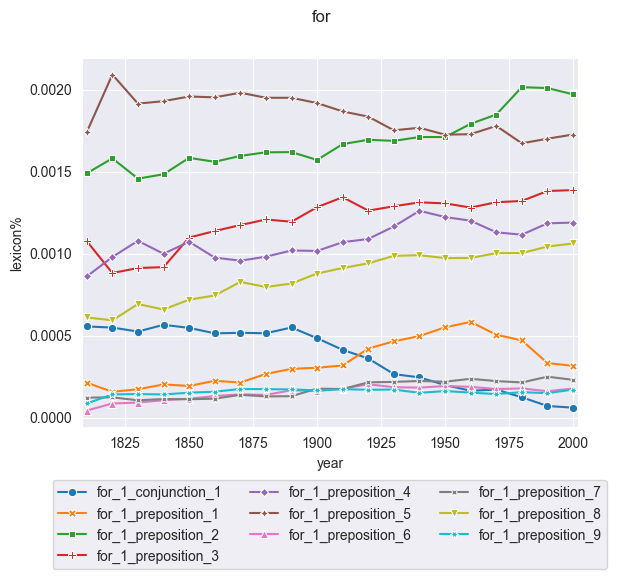 for
0.0020
0.0015
0.0010
0.0005
0.0000
lexicon%
1825 1850 1875 1900 1925 1950 1975 2000
year
for_1_conjunction_1 for_1_preposition_4 for_1_preposition_7
for_1_preposition_1 for_1_preposition_5 for_1_preposition_8
for_1_preposition_2 for_1_preposition_6 for_1_preposition_9
for_1_preposition_3